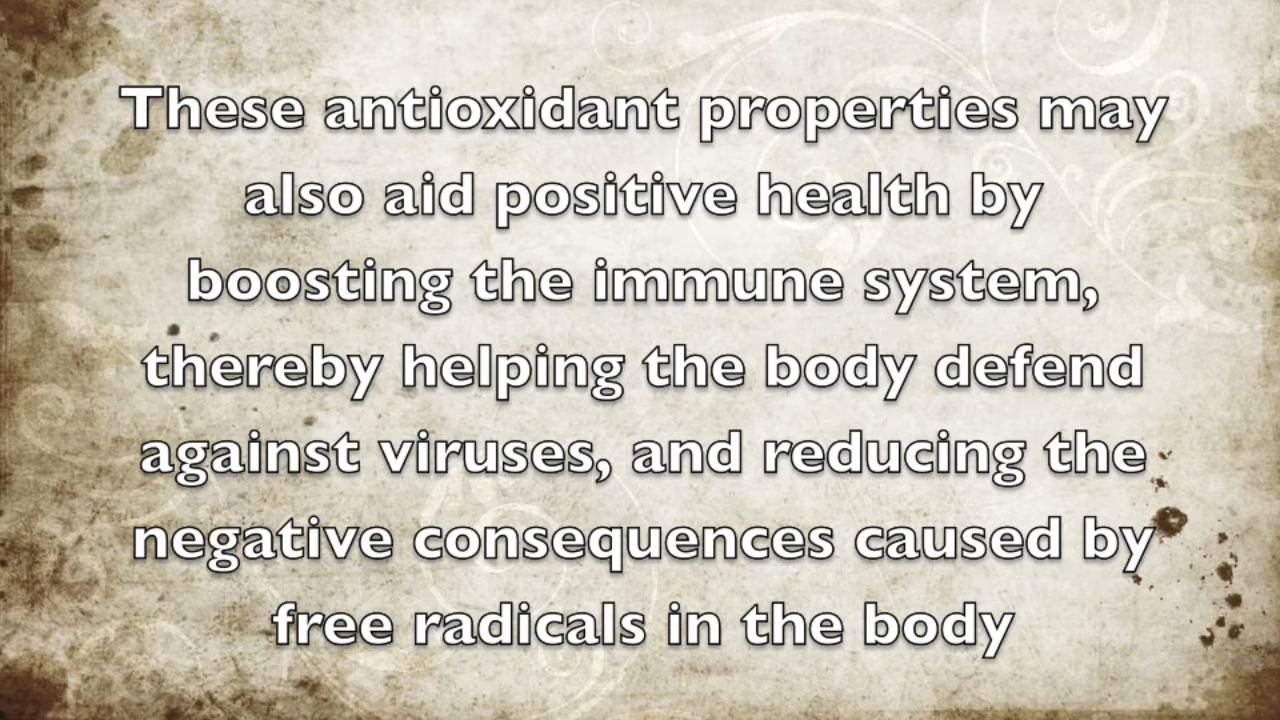 These antioxidant properties may
also aid positive health by
boosting the immune system,
thereby helping the body defend
against viruses, and reducing the
negative consequences caused by
free radicals in the body